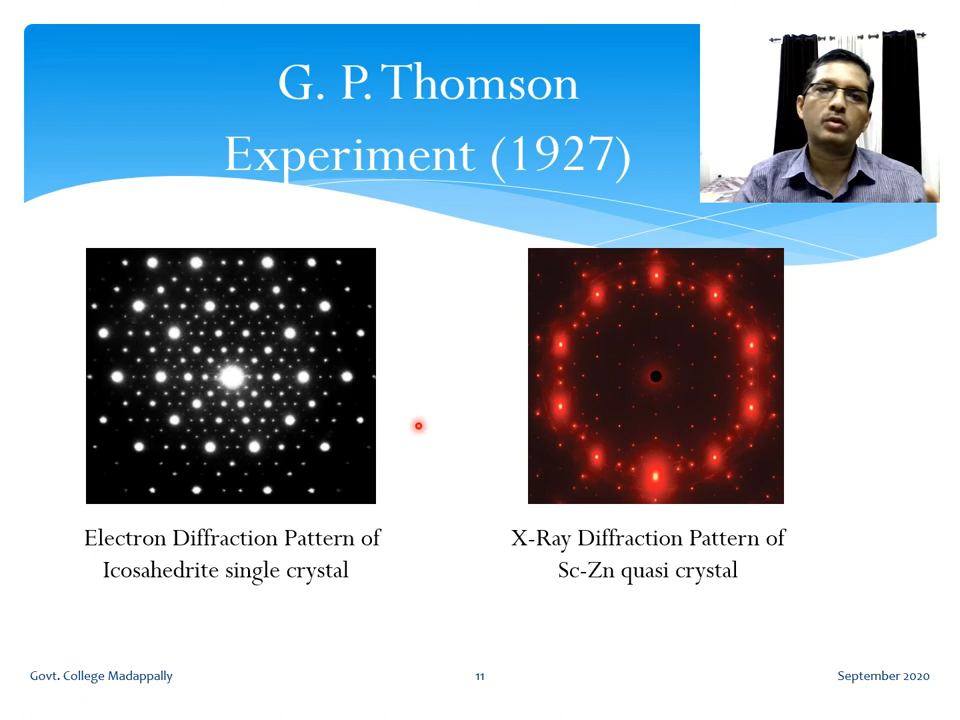 G. P. Thomson
Experiment (1927)
Electron Diffraction Pattern of
Icosahedrite single crystal
X-Ray Diffraction Pattern of
Sc-Zn quasi crystal
Govt. College Madappally
11
September 2020